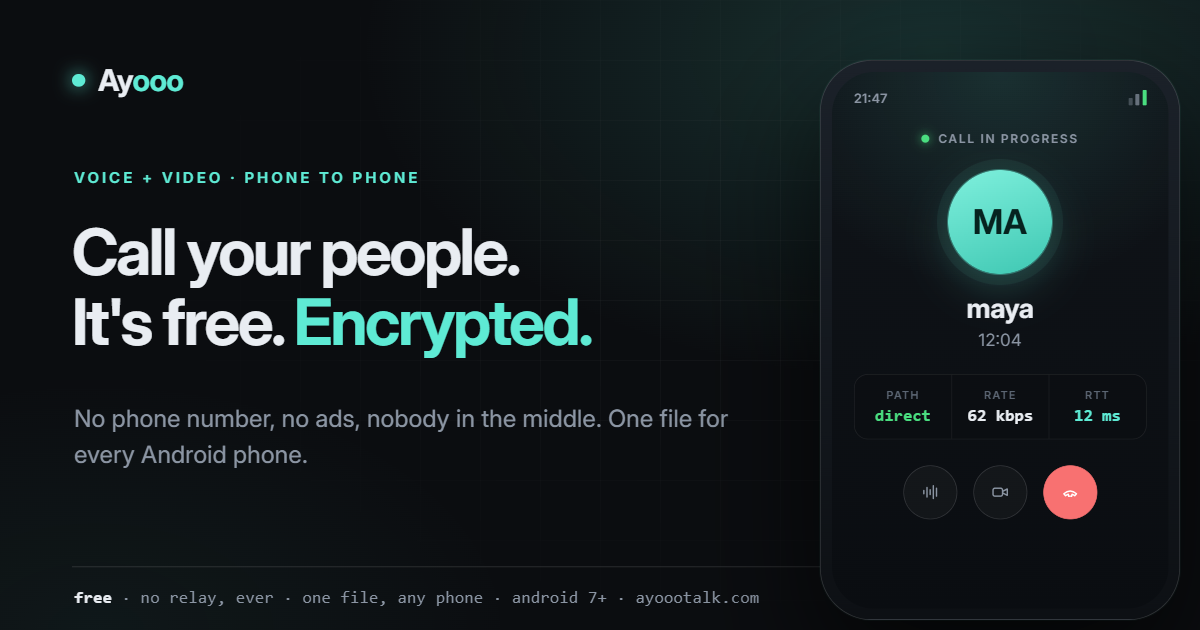 Ayooo
VOICE + VIDEO · PHONE TO PHONE
Call your people.
It's free. Encrypted.
No phone number, no ads, nobody in the middle. One file for
every Android phone.
free · no relay, ever · one file, any phone · android 7+ · ayoootalk.com
21:47
CALL IN PROGRESS
MA
maya
12:04
PATH RATE RTT
direct 62 kbps 12 ms